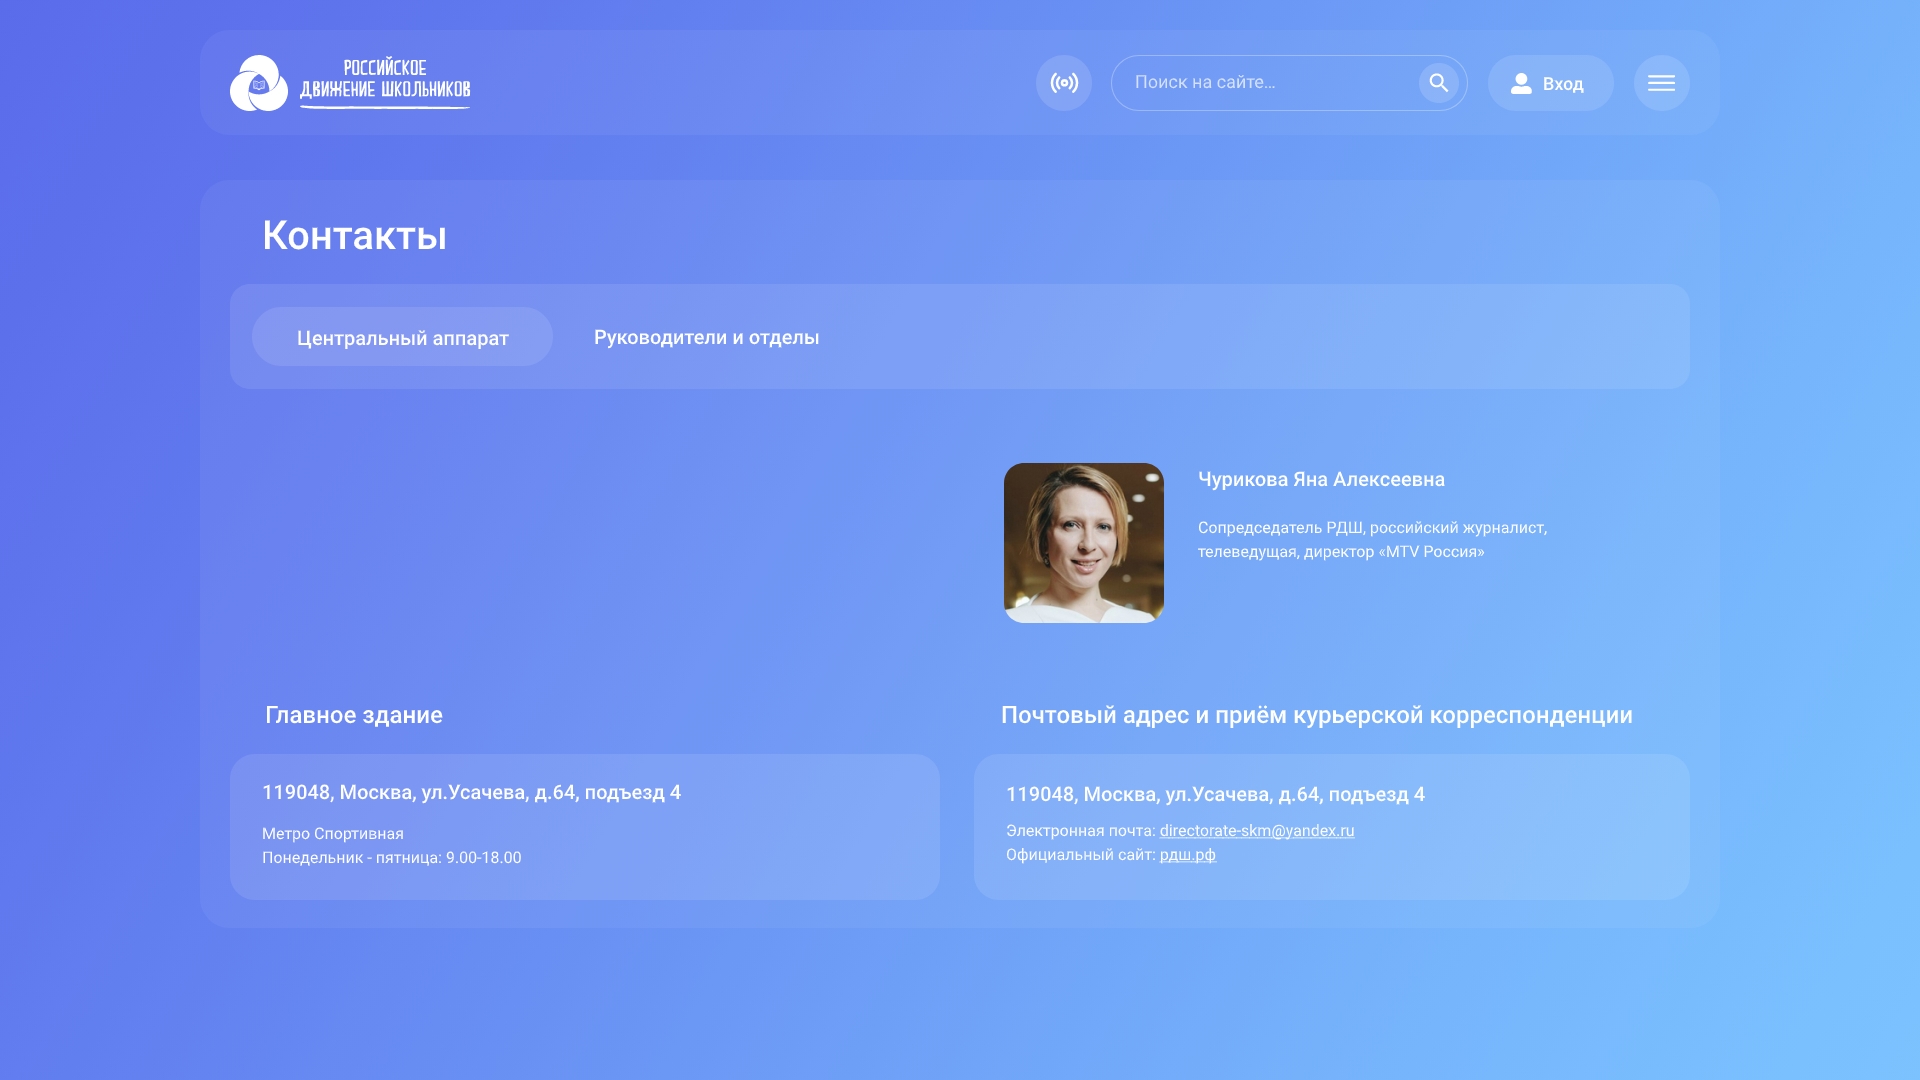 РОССИЙСКОЕ
ДВИЖЕНИЕ ШКОЛЬНИКОВ
Поиск на сайте...
Вход
Контакты
Центральный аппарат
Руководители и отделы
Чурикова Яна Алексеевна
Сопредседатель РДШ, российский журналист,
телеведущая, директор «MTV Россия»
Главное здание
119048, Москва, ул.Усачева, д.64, подъезд 4
Метро Спортивная
Понедельник - пятница: 9.00-18.00
Почтовый адрес и приём курьерской корреспонденции
119048, Москва, ул.Усачева, д.64, подъезд 4
Электронная почта: directorate-skm@yandex.ru
Официальный сайт: рдш.рф